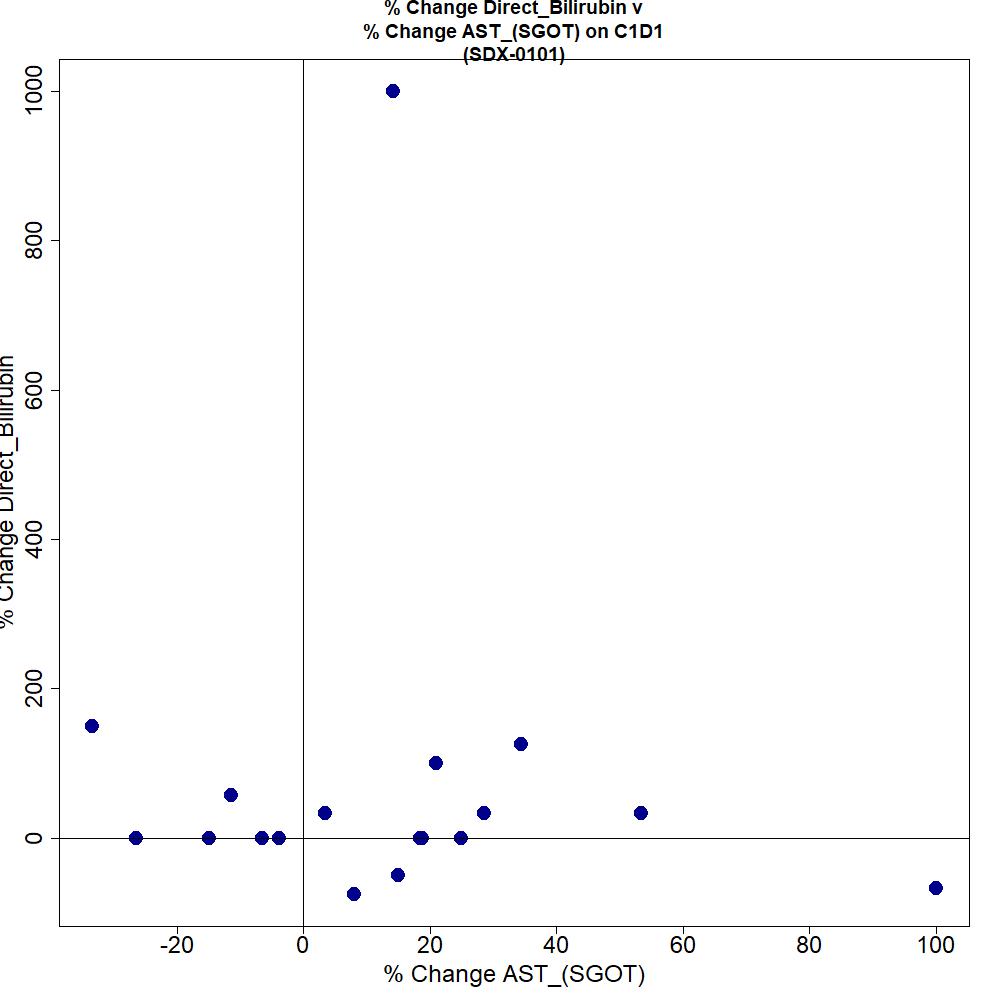 % Change Direct_Bilirubin v
% Change AST_(SGOT) on C1D1
(SDX-0101)
% Change Direct_Bilirubin
1000
800
600
400
200
0
-20 0 20 40 60 80 100
% Change AST_(SGOT)